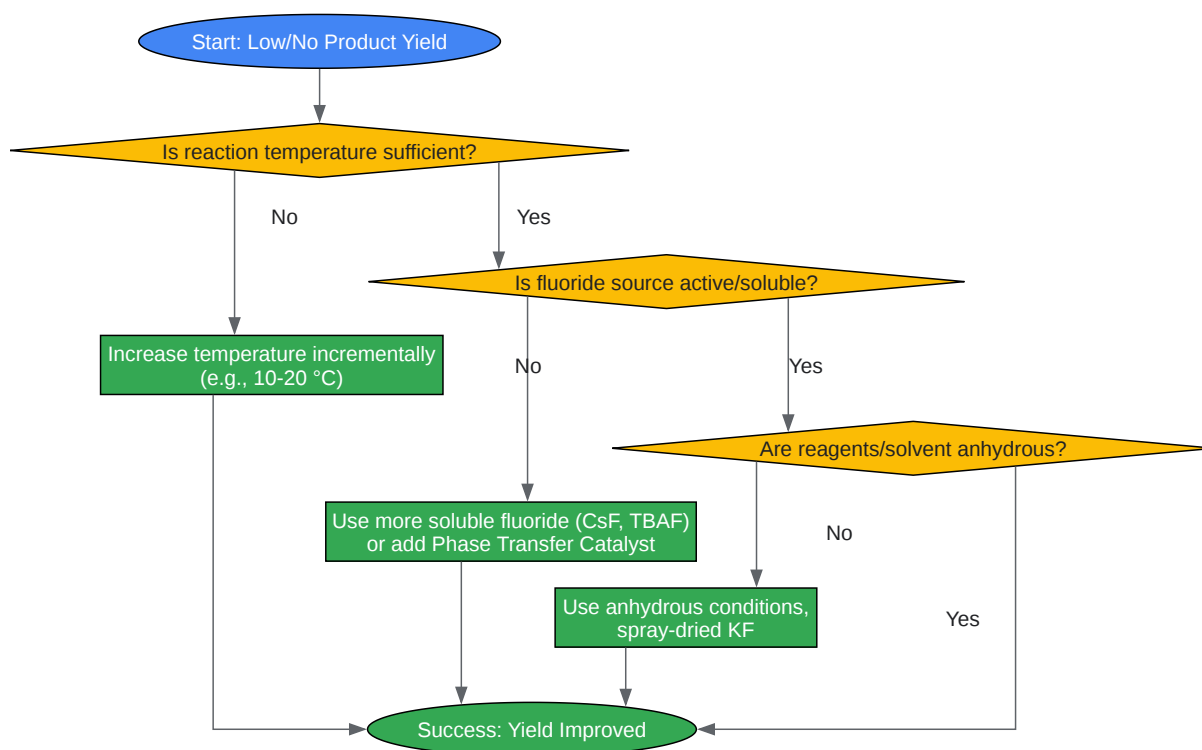 Start: Low/No Product Yield
Is reaction temperature sufficient?
No
Yes
Is fluoride source active/soluble?
Increase temperature incrementally
(e.g., 10-20 °C)
No
Yes
Are reagents/solvent anhydrous?
Use more soluble fluoride (CsF, TBAF)
or add Phase Transfer Catalyst
No
Use anhydrous conditions,
spray-dried KF
Yes
Success: Yield Improved